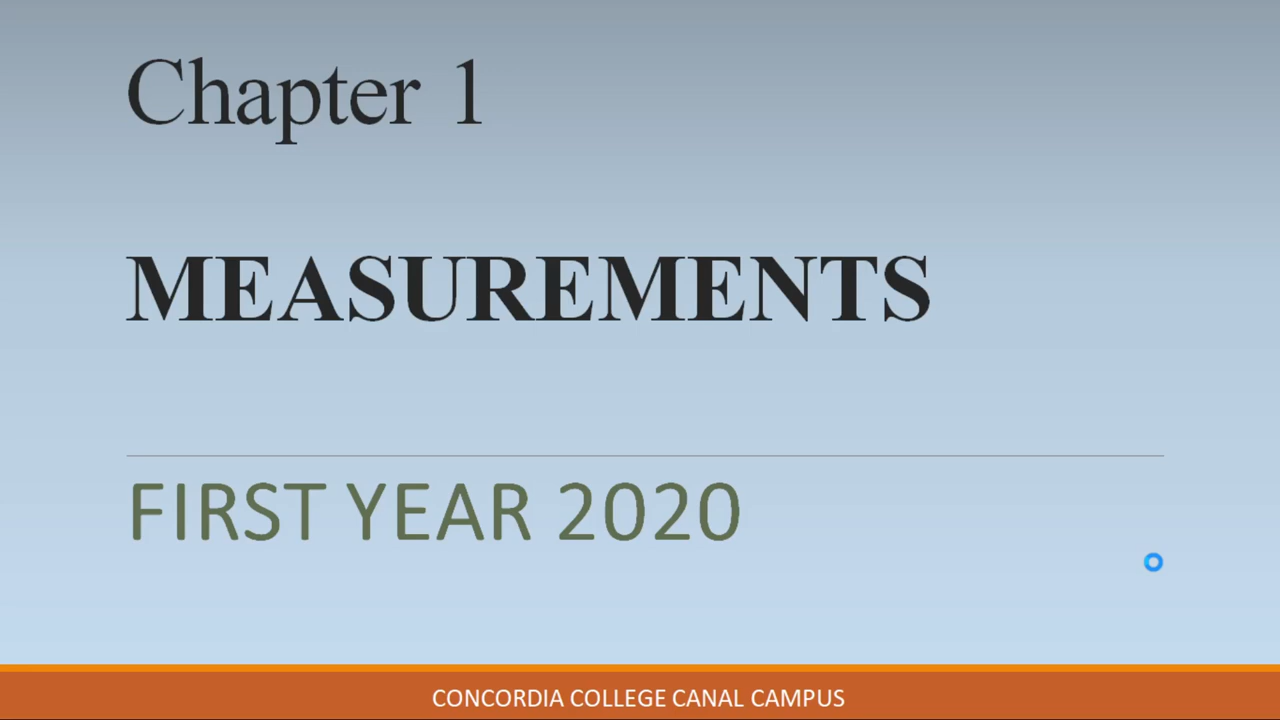 Chapter 1
MEASUREMENTS
FIRST YEAR 2020
CONCORDIA COLLEGE CANAL CAMPUS